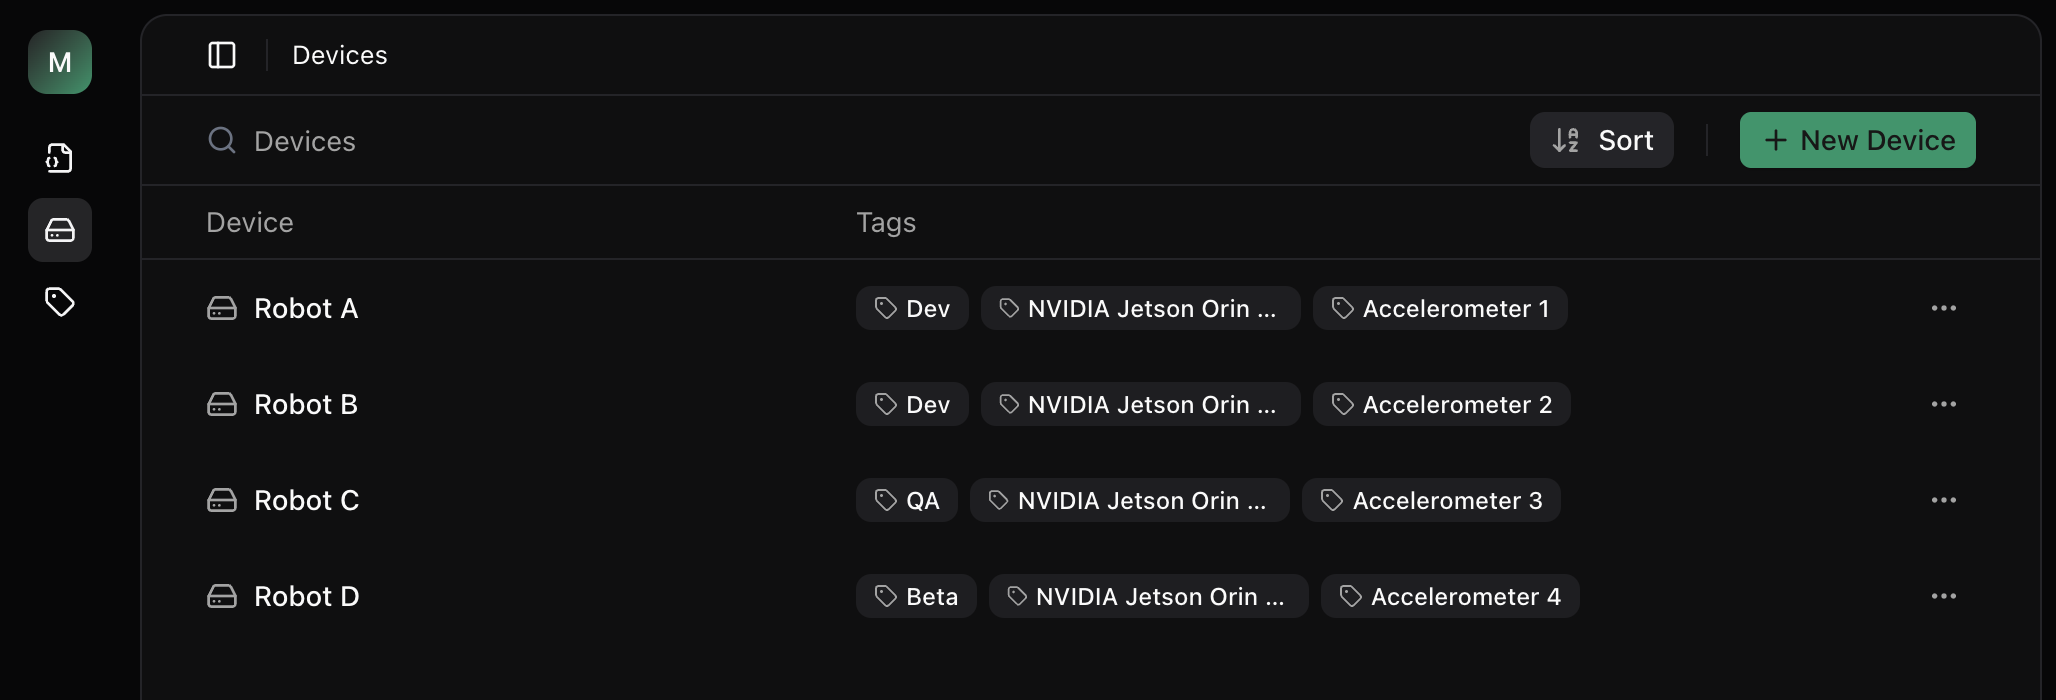 M
Devices
Devices
Sort
New Device
Device Tags
Robot A Dev NVIDIA Jetson Orin ... Accelerometer 1
Robot B Dev NVIDIA Jetson Orin ... Accelerometer 2
Robot C QA NVIDIA Jetson Orin ... Accelerometer 3
Robot D Beta NVIDIA Jetson Orin ... Accelerometer 4